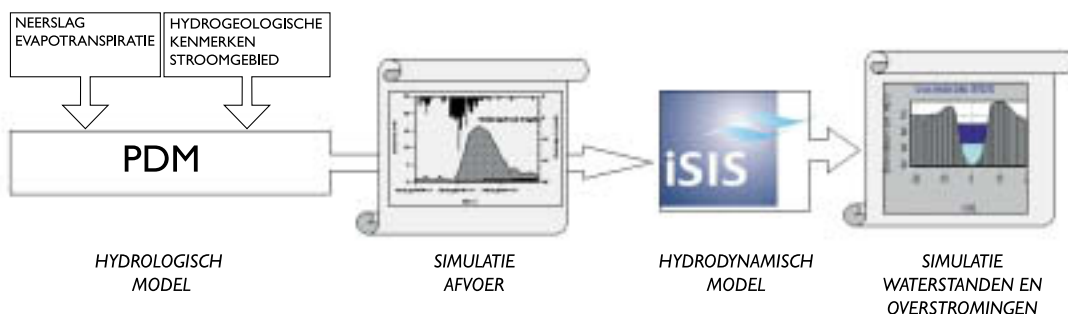 NEERSLAG
EVAPOTRANSPIRATIE
HYDROGEOLOGISCHE
KENMERKEN
STROOMGEBIED
PDM
iSIS
HYDROLOGISCH
MODEL
SIMULATIE
AFVOER
HYDRODYNAMISCH
MODEL
SIMULATIE
WATERSTANDEN EN
OVERSTROMINGEN